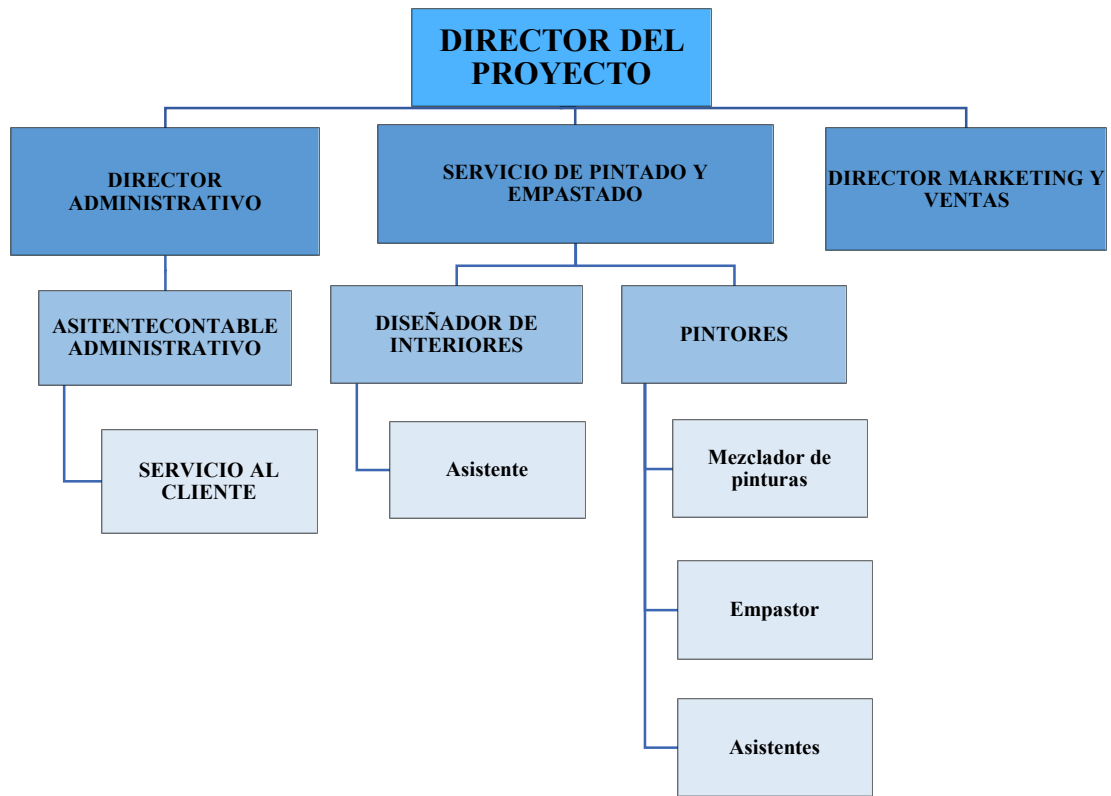 DIRECTOR DEL
PROYECTO
DIRECTOR
ADMINISTRATIVO
SERVICIO DE PINTADO Y
EMPASTADO
DIRECTOR MARKETING Y
VENTAS
ASITENTECONTABLE
ADMINISTRATIVO
DISEÑADOR DE
INTERIORES
PINTORES
SERVICIO AL
CLIENTE
Asistente
Mezclador de
pinturas
Empastor
Asistentes